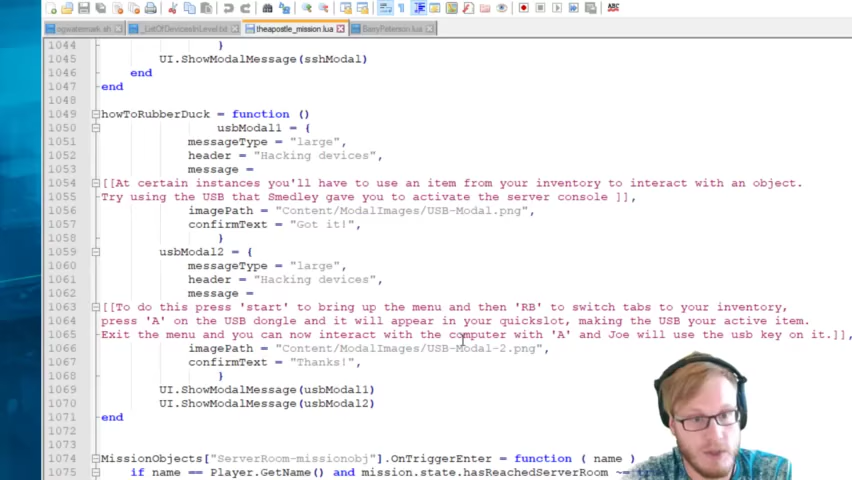 ogwatermark.sh
_ListOfDevicesInLevel.txt
theapostle_mission.lua
BarryPaterson.lua
ABC
1044 }
1045 UI.ShowModalMessage(sshModal)
1046 end
1047 end
1048
1049 howToRubberDuck = function ()
1050 usbModal1 = {
1051 messageType = "large",
1052 header = "Hacking devices",
1053 message =
1054 [[At certain instances you'll have to use an item from your inventory to interact with an object.
1055 Try using the USB that Smedley gave you to activate the server console ]],
1056 imagePath = "Content/ModalImages/USB-Modal.png",
1057 confirmText = "Got it!",
1058 }
1059 usbModal2 = {
1060 messageType = "large",
1061 header = "Hacking devices",
1062 message =
1063 [[To do this press 'start' to bring up the menu and then 'RB' to switch tabs to your inventory,
1064 press 'A' on the USB dongle and it will appear in your quickslot, making the USB your active item.
1065 Exit the menu and you can now interact with the computer with 'A' and Joe will use the usb key on it.]],
1066 imagePath = "Content/ModalImages/USB-Modal-2.png",
1067 confirmText = "Thanks!",
1068 }
1069 UI.ShowModalMessage(usbModal1)
1070 UI.ShowModalMessage(usbModal2)
1071 end
1072
1073
1074 MissionObjects["ServerRoom-missionobj"].OnTriggerEnter = function ( name )
1075 if name == Player.GetName() and mission.state.hasReachedServerRoom ~=